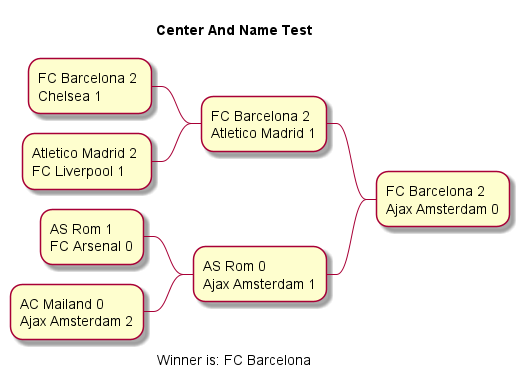 Center And Name Test
FC Barcelona 2
Chelsea 1
Atletico Madrid 2
FC Liverpool 1
AS Rom 1
FC Arsenal 0
AC Mailand 0
Ajax Amsterdam 2
FC Barcelona 2
Atletico Madrid 1
AS Rom 0
Ajax Amsterdam 1
FC Barcelona 2
Ajax Amsterdam 0
Winner is: FC Barcelona